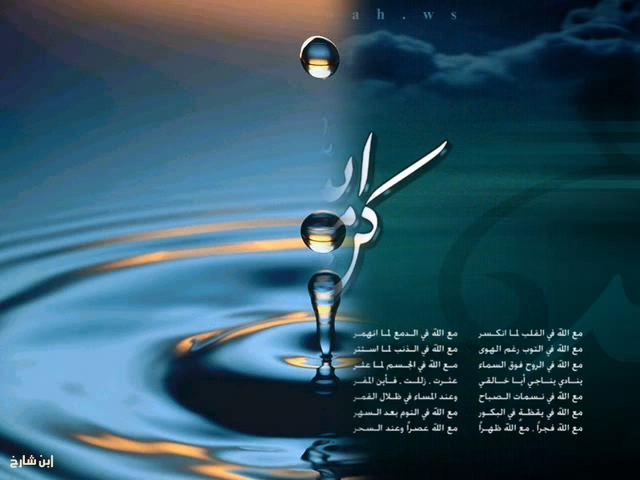 ah.ws
مع الله في القلب لما انكسر مع الله في الدمع لما انهمر
مع الله في التوب رغم الهوى مع الله في الذنب لما استتر
مع الله في الروح فوق السماء مع الله في الجسم لما عثر
ينادي يناجي أيا خالقي عثرت . زللت . فأين المفر
مع الله في نسمات الصباح وعند المساء في ظلال القمر
مع الله في يقظةٍ في البكور مع الله في النوم بعد السهر
مع الله فجراً . مع الله ظهراً مع الله عصراً وعند السحر
إبن شارخ